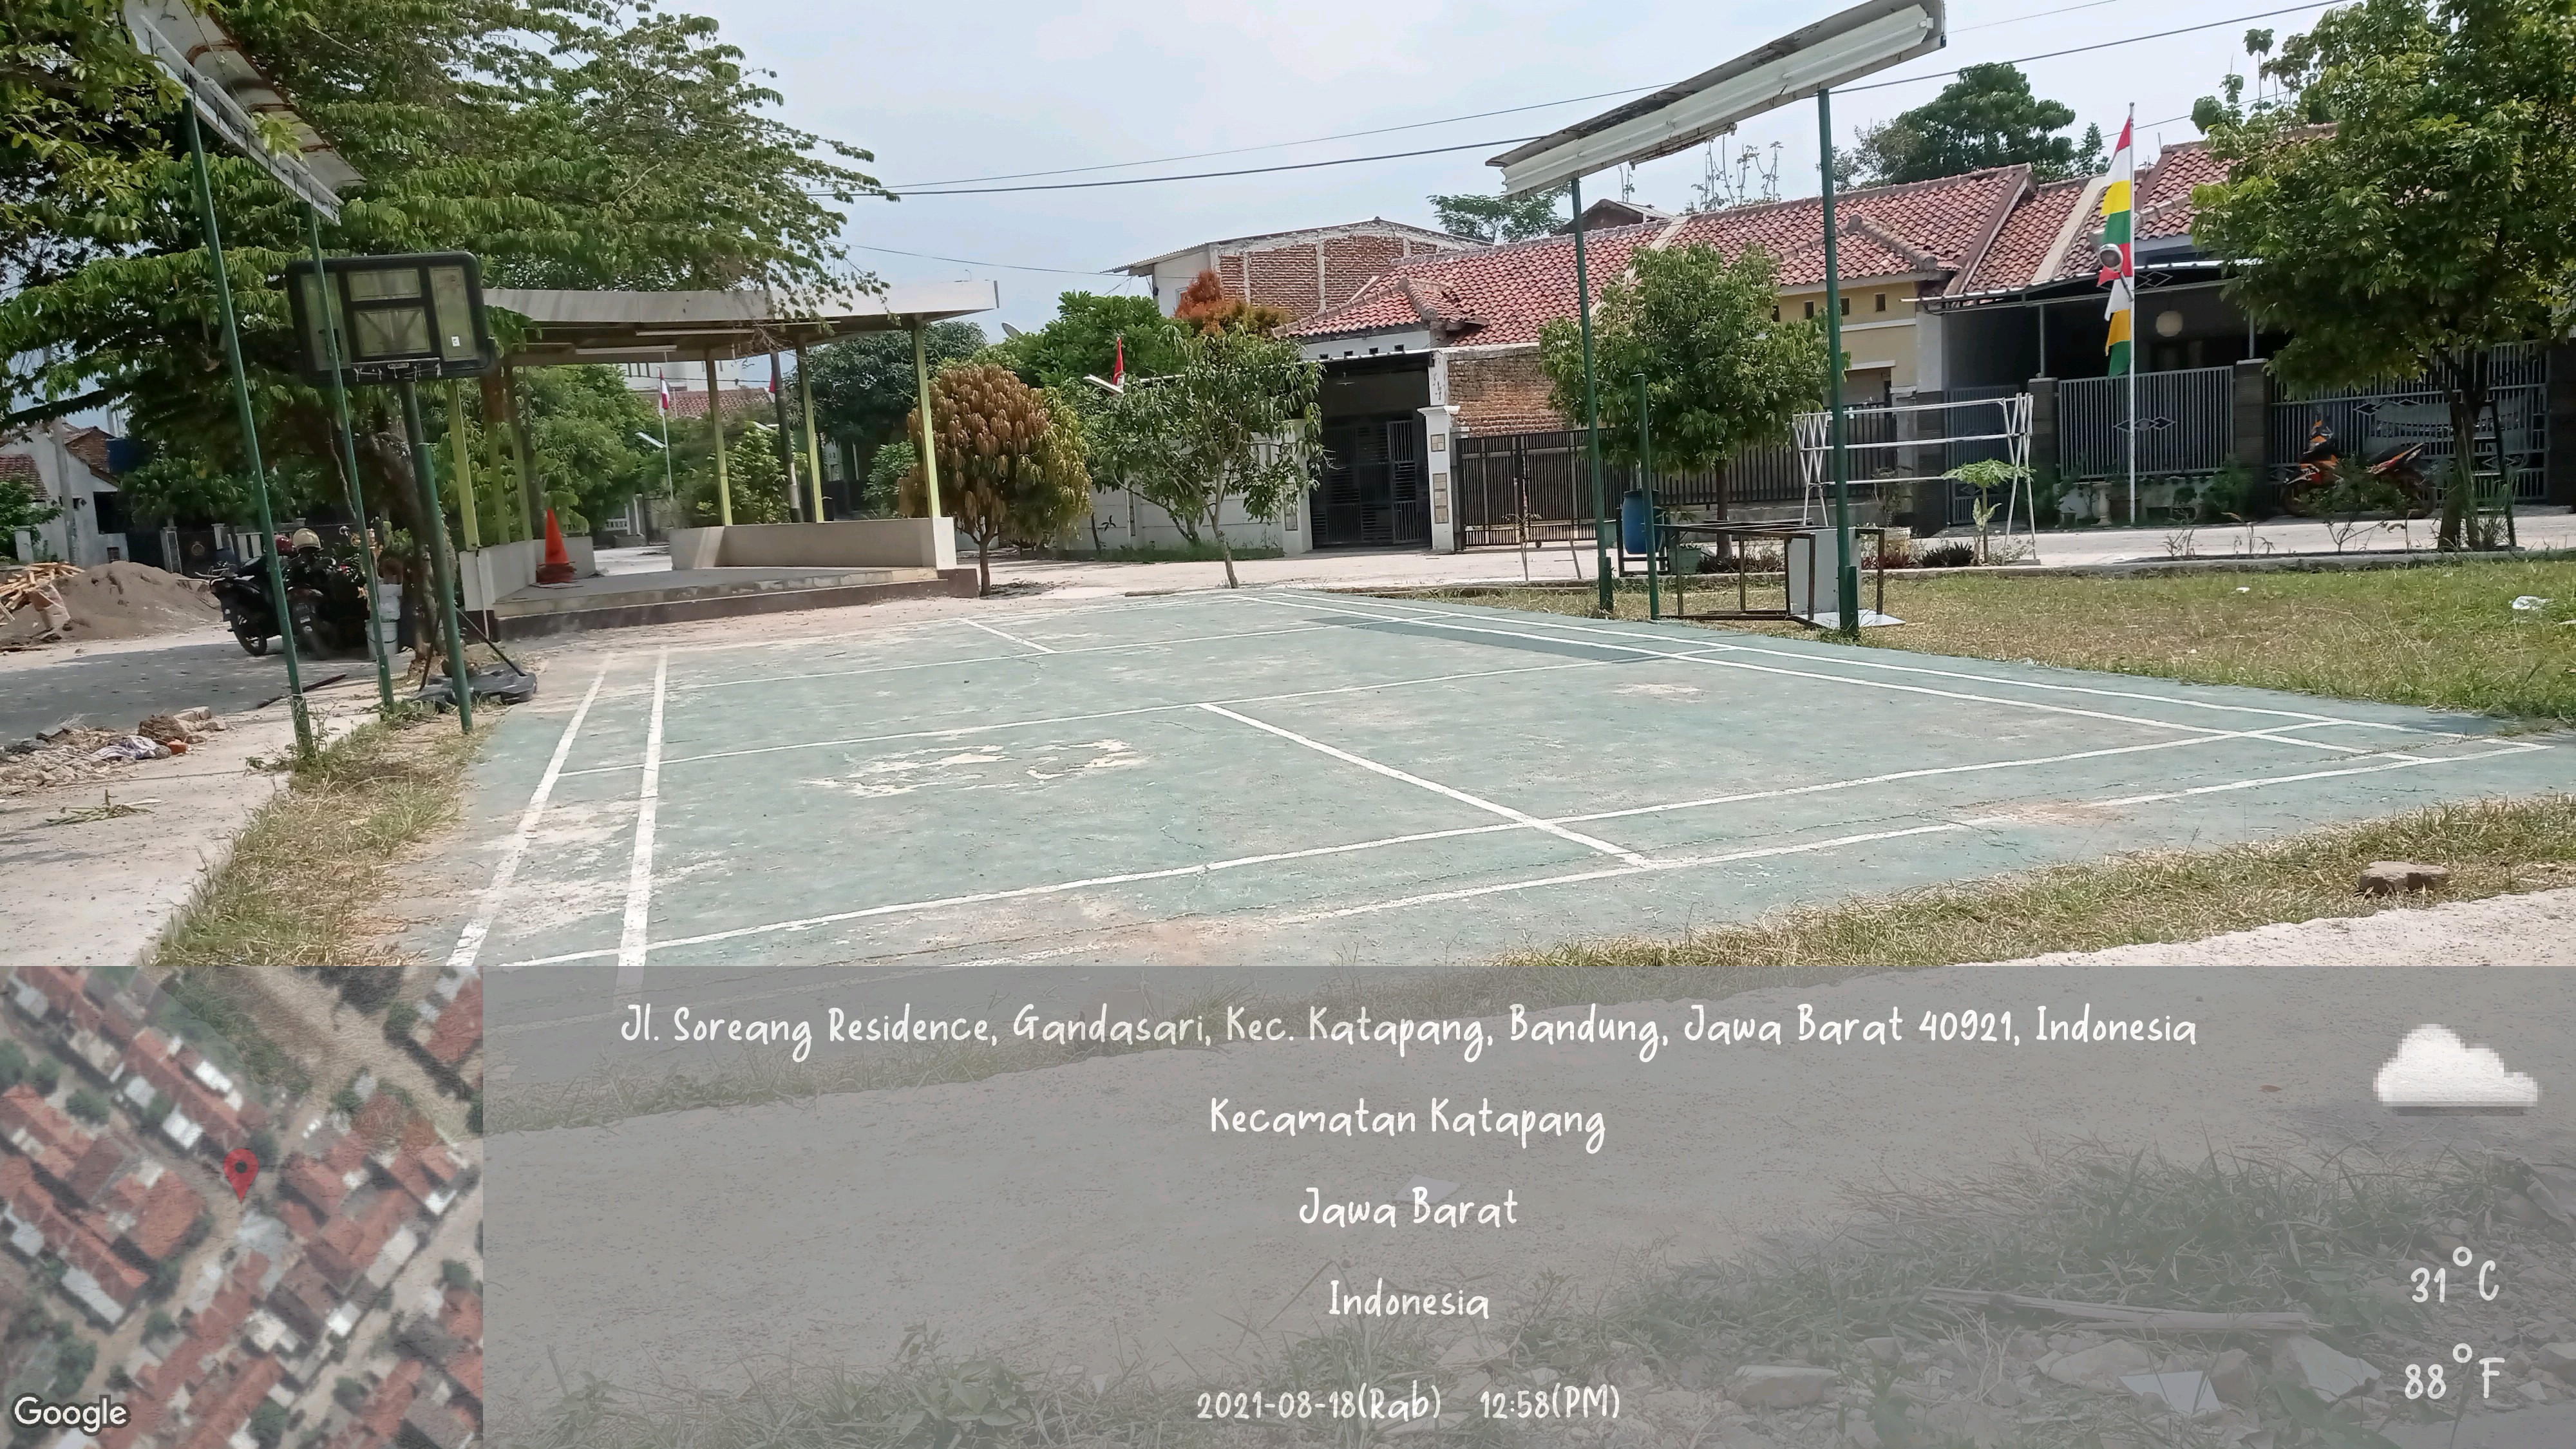 Jl. Soreang Residence, Gandasari, Kec. Katapang, Bandung, Jawa Barat 40921, Indonesia
Kecamatan Katapang
Jawa Barat
Indonesia
31°C
88°F
2021-08-18(Rab) 12:58(PM)
Google